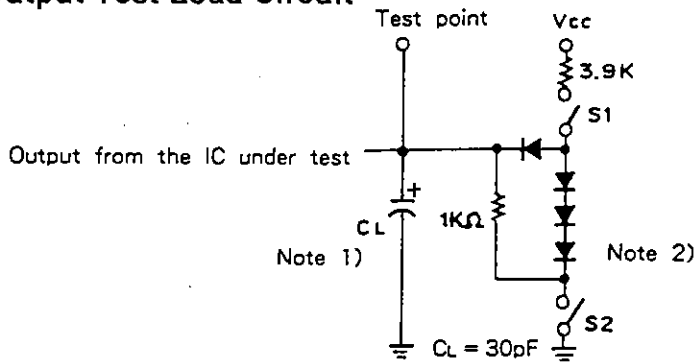 Test Load Circuit
Test point
Vcc
3.9K
S1
Output from the IC under test
+
CL
1KΩ
Note 1)
Note 2)
S2
CL = 30pF